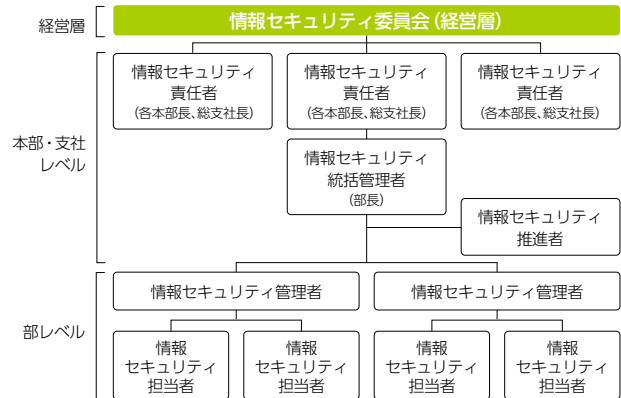 経営層
情報セキュリティ委員会（経営層）
情報セキュリティ
責任者
（各本部長、総支社長）
情報セキュリティ
責任者
（各本部長、総支社長）
情報セキュリティ
責任者
（各本部長、総支社長）
本部・支社
レベル
情報セキュリティ
統括管理者
（部長）
情報セキュリティ
推進者
部レベル
情報セキュリティ管理者
情報セキュリティ管理者
情報
セキュリティ
担当者
情報
セキュリティ
担当者
情報
セキュリティ
担当者
情報
セキュリティ
担当者